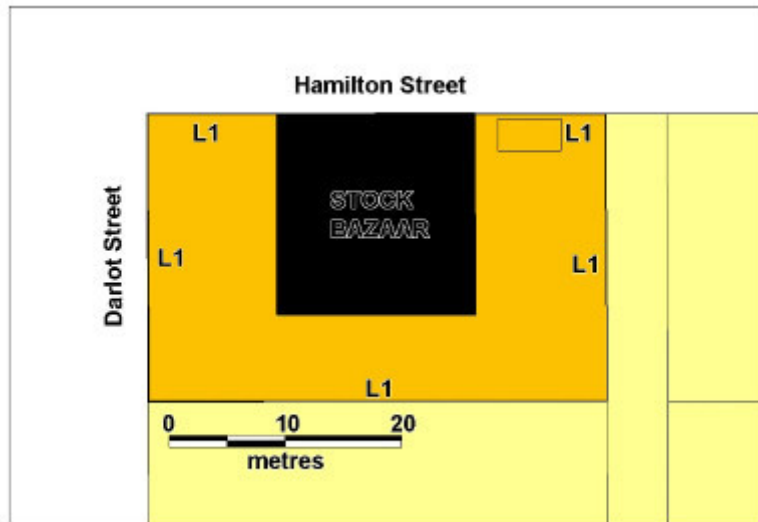 Hamilton Street
L1
L1
STOCK
BAZAAR
Darlot Street
L1
L1
L1
0 10 20
metres